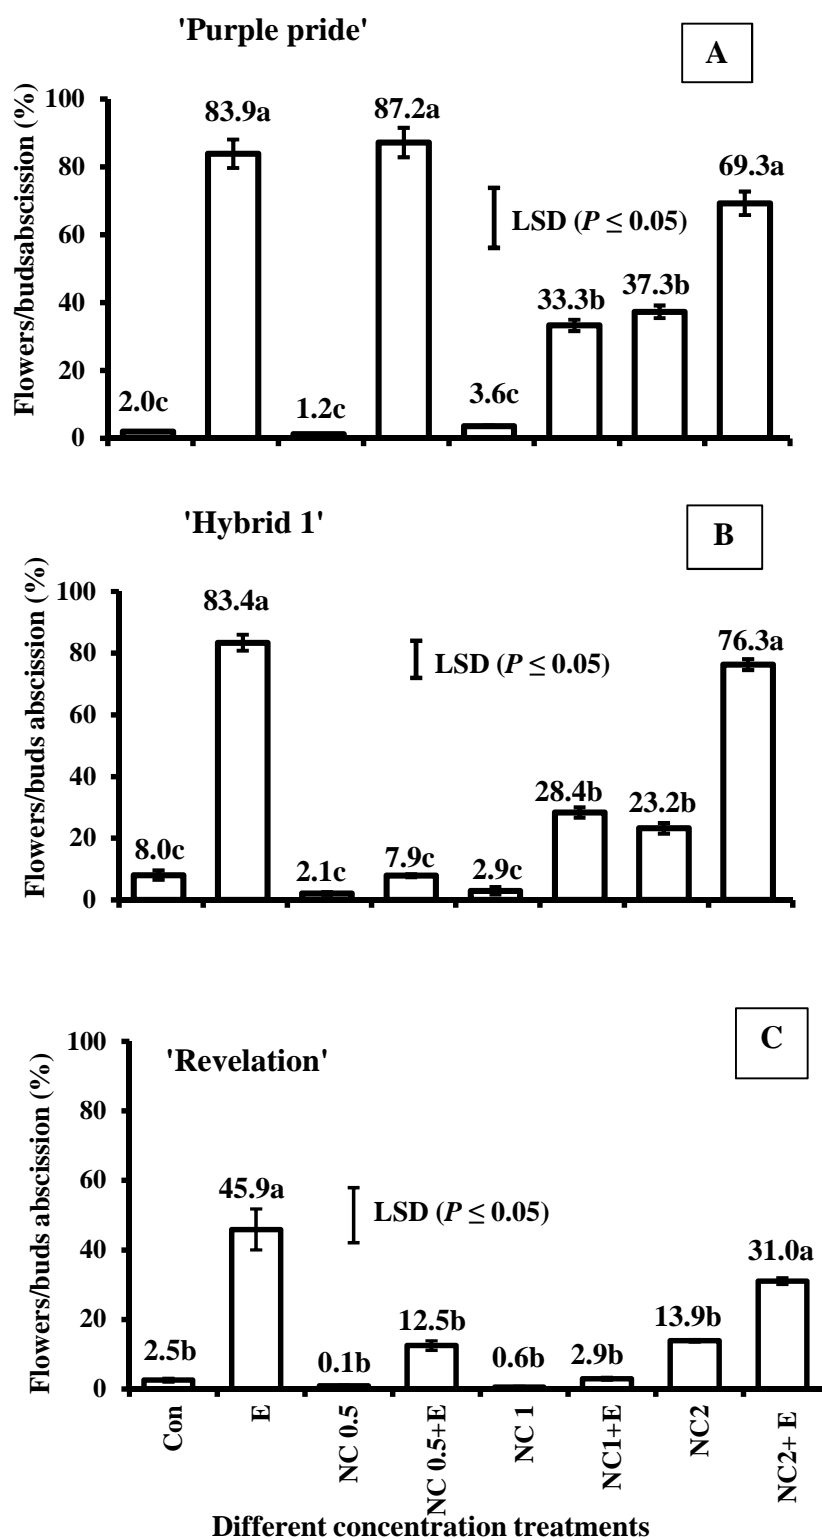 'Purple pride'
A
Flowers/budsabscission (%)
100
80
60
40
20
0
2.0c
83.9a
1.2c
87.2a
3.6c
33.3b
37.3b
69.3a
LSD (P ≤ 0.05)
'Hybrid 1'
B
Flowers/buds abscission (%)
100
80
60
40
20
0
8.0c
83.4a
2.1c
7.9c
2.9c
28.4b
23.2b
76.3a
LSD (P ≤ 0.05)
'Revelation'
C
Flowers/buds abscission (%)
100
80
60
40
20
0
2.5b
45.9a
0.1b
12.5b
0.6b
2.9b
13.9b
31.0a
LSD (P ≤ 0.05)
Con
E
NC 0.5
NC 0.5+E
NC 1
NC1+E
NC2
NC2+ E
Different concentration treatments